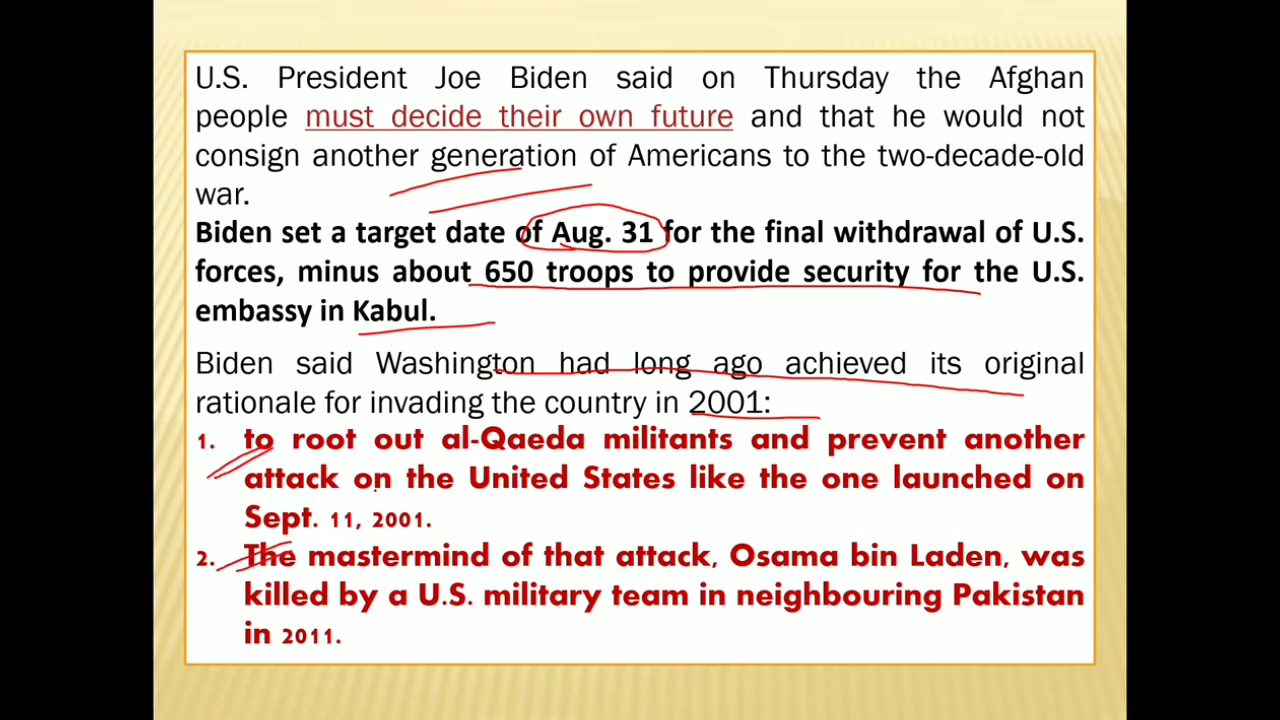 U.S. President Joe Biden said on Thursday the Afghan
people must decide their own future and that he would not
consign another generation of Americans to the two-decade-old
war.
Biden set a target date of Aug. 31 for the final withdrawal of U.S.
forces, minus about 650 troops to provide security for the U.S.
embassy in Kabul.
Biden said Washington had long ago achieved its original
rationale for invading the country in 2001:
1. to root out al-Qaeda militants and prevent another
attack on the United States like the one launched on
Sept. 11, 2001.
2. The mastermind of that attack, Osama bin Laden, was
killed by a U.S. military team in neighbouring Pakistan
in 2011.